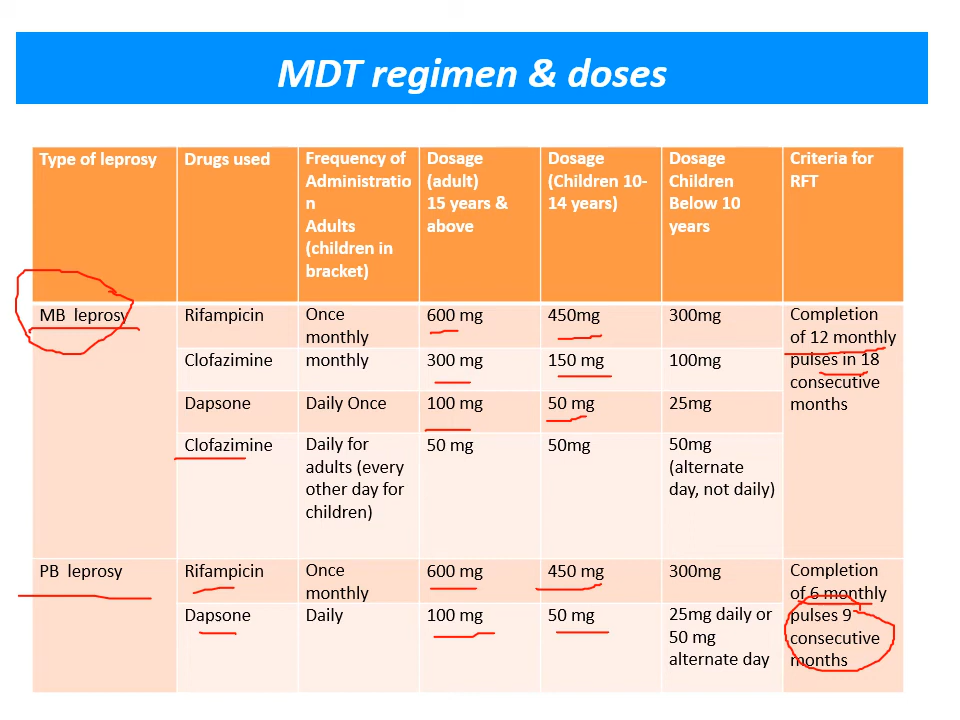 MDT regimen & doses
Type of leprosy
Drugs used
Frequency of
Administratio
n
Adults
(children in
bracket)
Dosage
(adult)
15 years &
above
Dosage
(Children 10-
14 years)
Dosage
Children
Below 10
years
Criteria for
RFT
MB leprosy
Rifampicin
Once
monthly
600 mg
450mg
300mg
Completion
of 12 monthly
pulses in 18
consecutive
months
Clofazimine
monthly
300 mg
150 mg
100mg
Dapsone
Daily Once
100 mg
50 mg
25mg
Clofazimine
Daily for
adults (every
other day for
children)
50 mg
50mg
50mg
(alternate
day, not daily)
PB leprosy
Rifampicin
Once
monthly
600 mg
450 mg
300mg
Completion
of 6 monthly
pulses 9
consecutive
months
Dapsone
Daily
100 mg
50 mg
25mg daily or
50 mg
alternate day